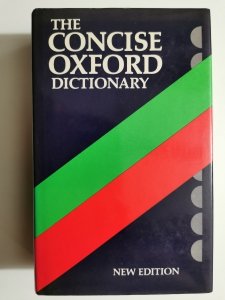 THE
CONCISE
OXFORD
DICTIONARY
NEW EDITION